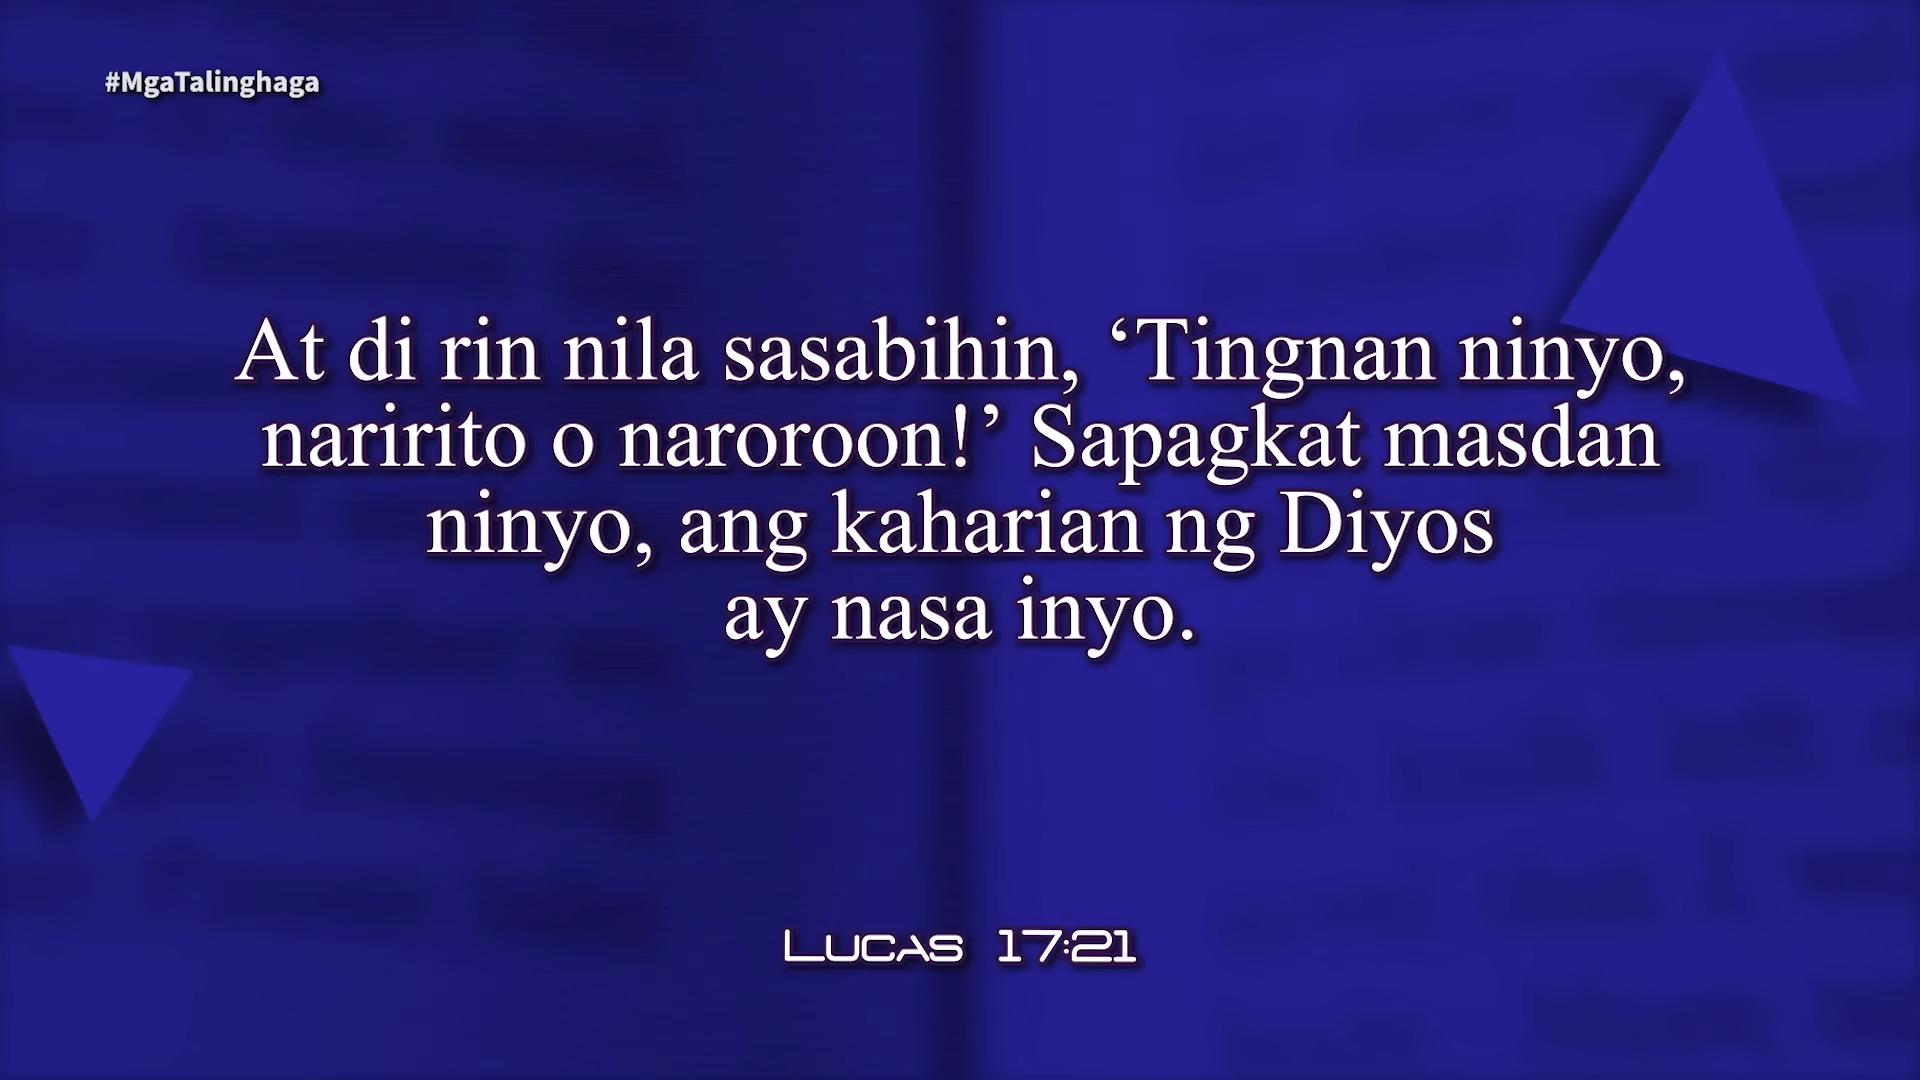 #MgaTalinghaga
At di rin nila sasabihin, ‘Tingnan ninyo,
naririto o naroroon!’ Sapagkat masdan
ninyo, ang kaharian ng Diyos
ay nasa inyo.
Lucas 17:21